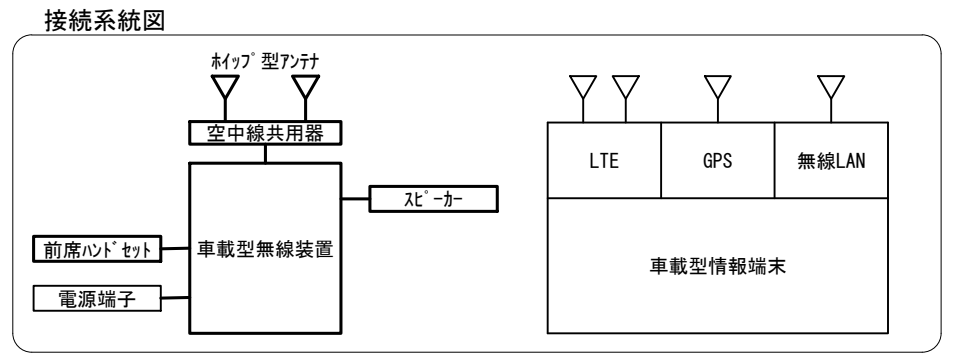 接続系統図
ﾎｲｯﾌﾟ型ｱﾝﾃﾅ
空中線共用器
LTE
GPS
無線LAN
ｽﾋﾟｰｶｰ
前席ﾊﾝﾄﾞｾｯﾄ
車載型無線装置
車載型情報端末
電源端子